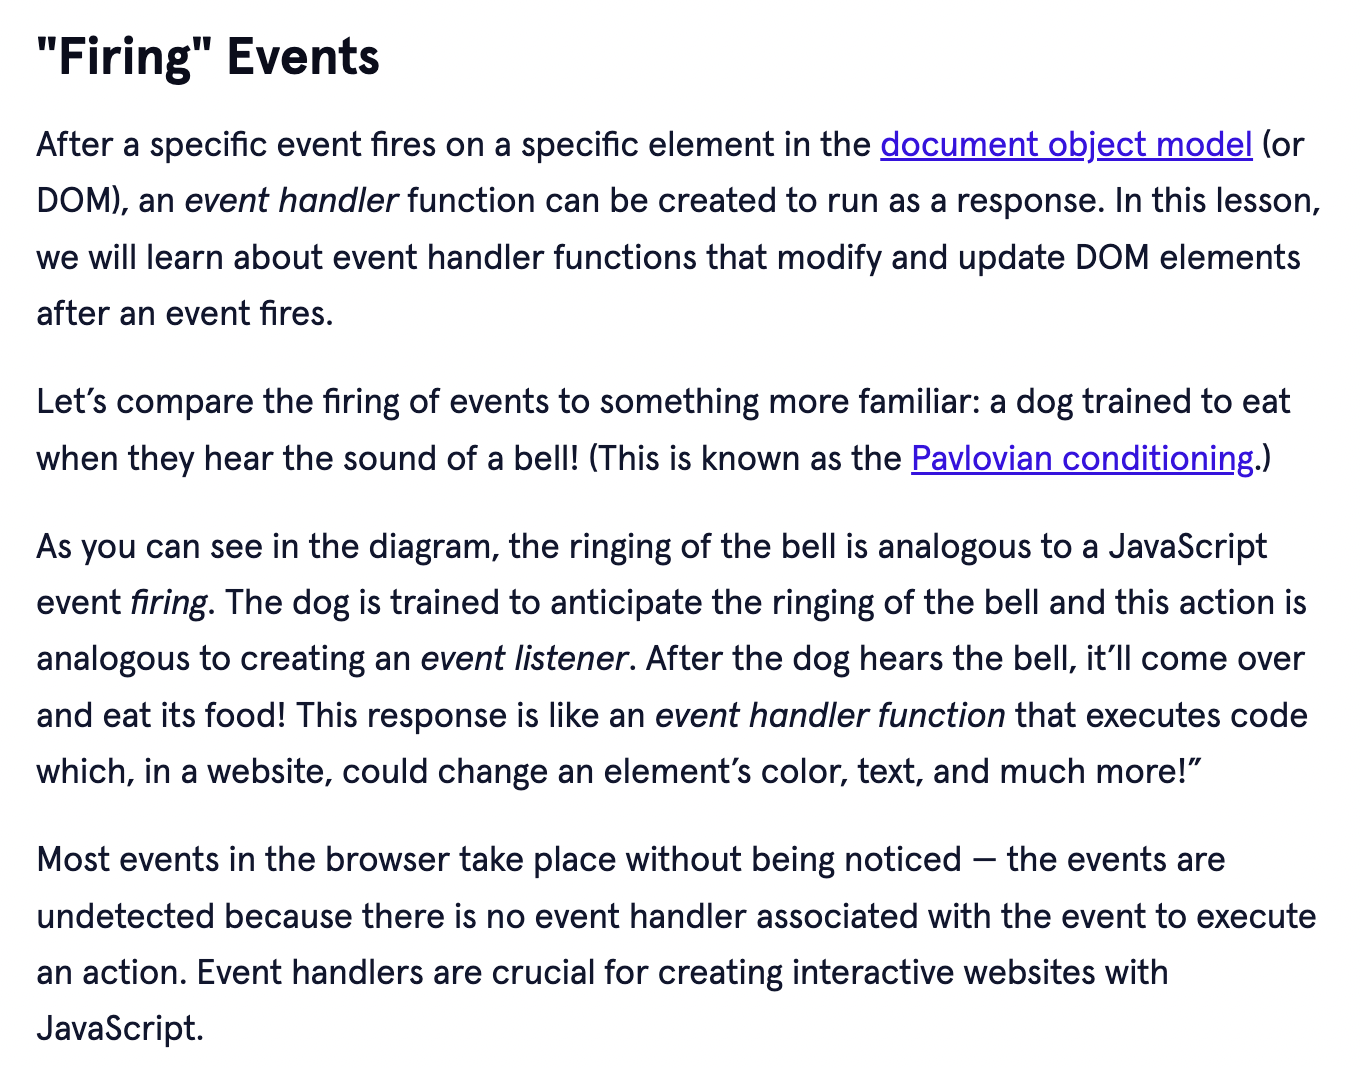 "Firing" Events
After a specific event fires on a specific element in the document object model (or
DOM), an event handler function can be created to run as a response. In this lesson,
we will learn about event handler functions that modify and update DOM elements
after an event fires.
Let’s compare the firing of events to something more familiar: a dog trained to eat
when they hear the sound of a bell! (This is known as the Pavlovian conditioning.)
As you can see in the diagram, the ringing of the bell is analogous to a JavaScript
event firing. The dog is trained to anticipate the ringing of the bell and this action is
analogous to creating an event listener. After the dog hears the bell, it’ll come over
and eat its food! This response is like an event handler function that executes code
which, in a website, could change an element’s color, text, and much more!”
Most events in the browser take place without being noticed — the events are
undetected because there is no event handler associated with the event to execute
an action. Event handlers are crucial for creating interactive websites with
JavaScript.